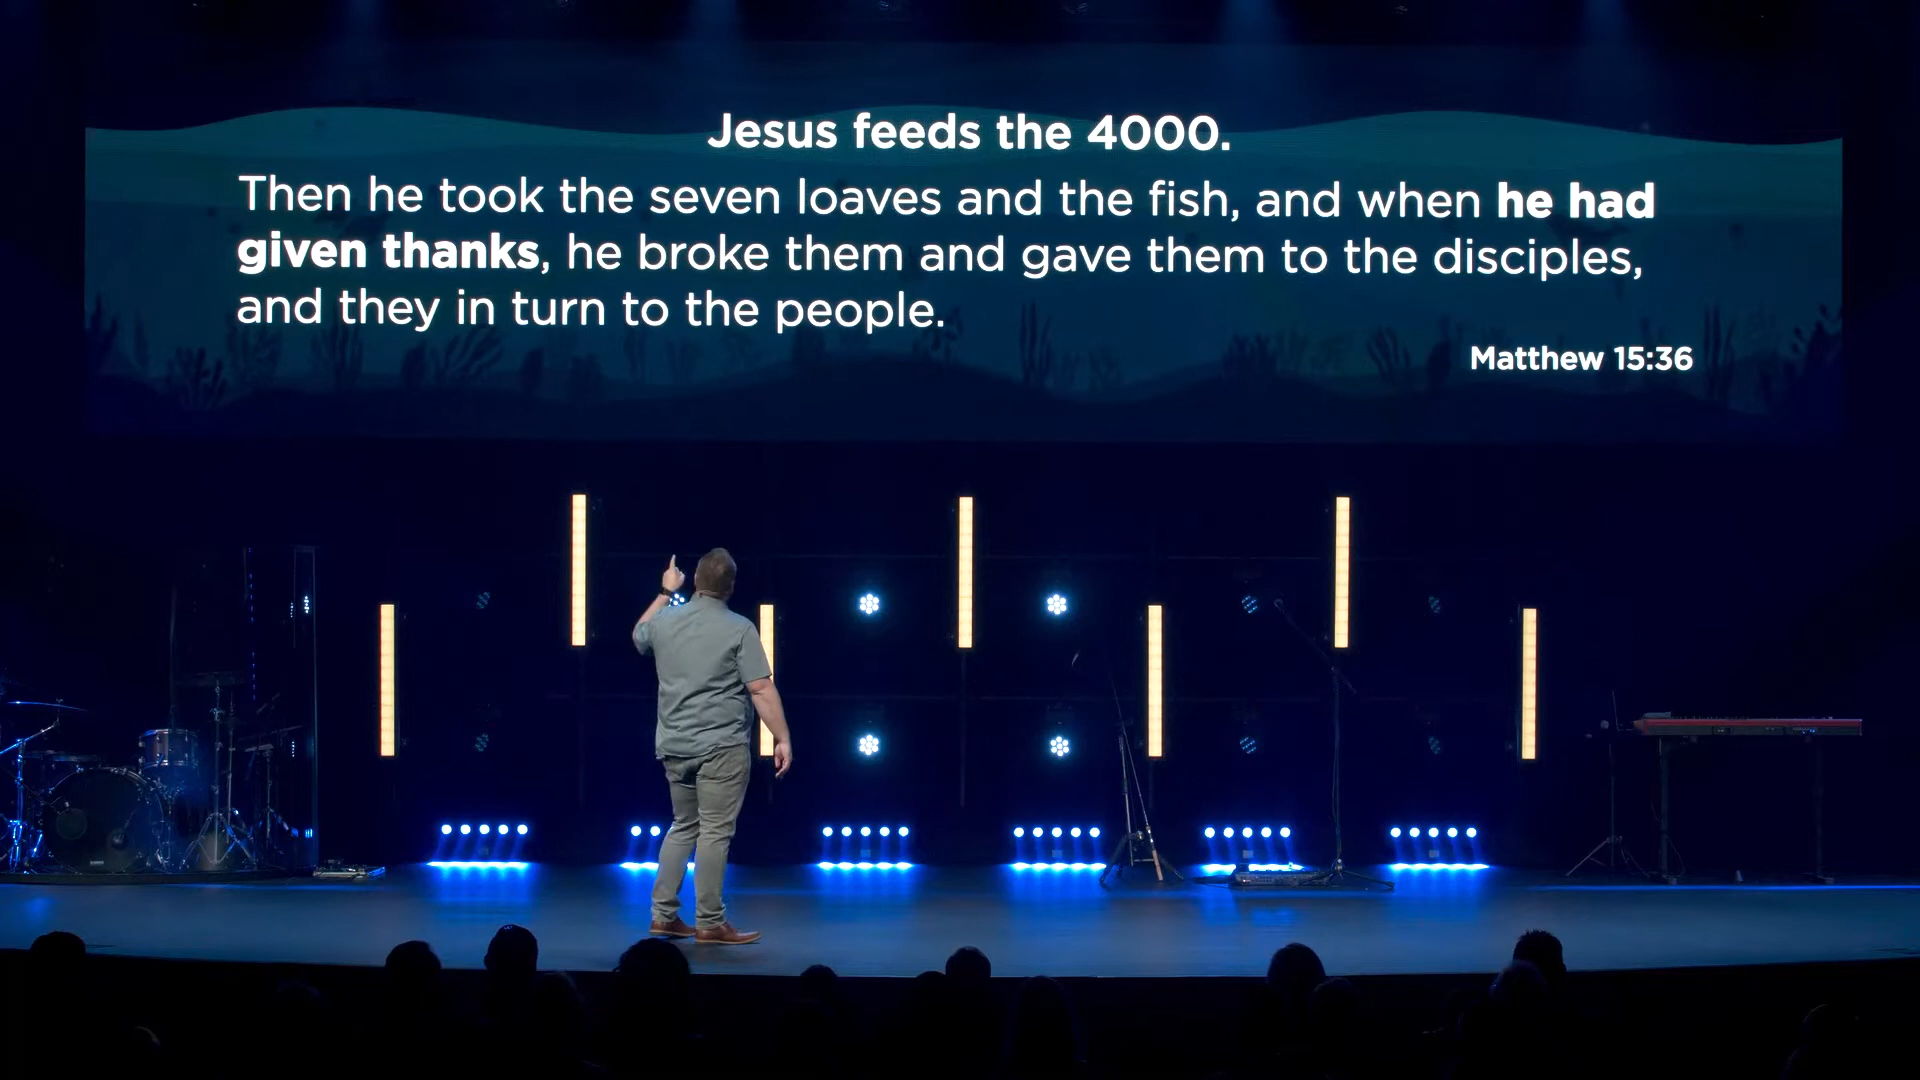 Jesus feeds the 4000.
Then he took the seven loaves and the fish, and when he had
given thanks, he broke them and gave them to the disciples,
and they in turn to the people.
Matthew 15:36